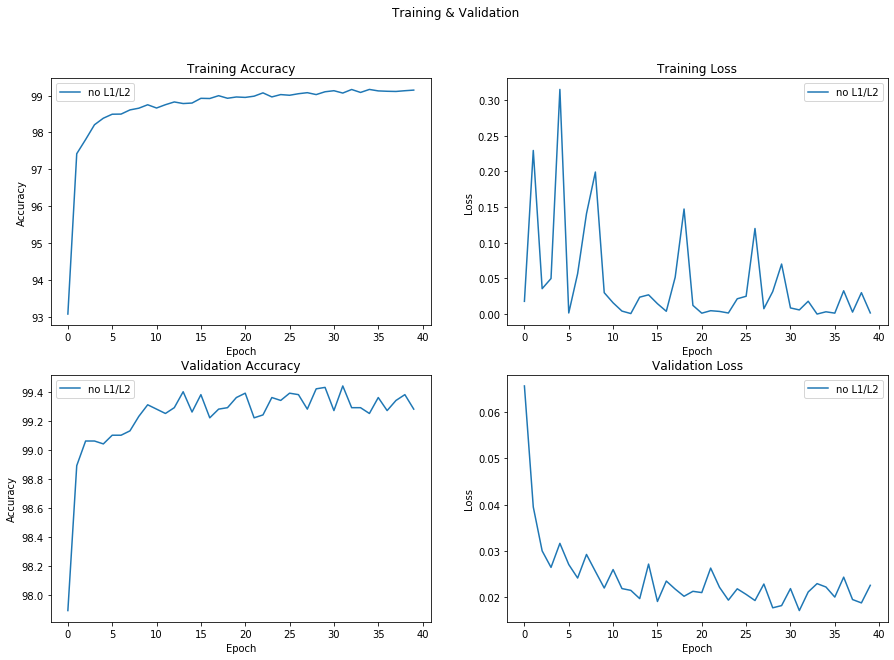 Training & Validation
Training Accuracy
no L1/L2
99
98
97
96
95
94
93
Accuracy
0 5 10 15 20 25 30 35 40
Epoch
Training Loss
no L1/L2
0.30
0.25
0.20
0.15
0.10
0.05
0.00
Loss
0 5 10 15 20 25 30 35 40
Epoch
Validation Accuracy
no L1/L2
99.4
99.2
99.0
98.8
98.6
98.4
98.2
98.0
Accuracy
0 5 10 15 20 25 30 35 40
Epoch
Validation Loss
no L1/L2
0.06
0.05
0.04
0.03
0.02
Loss
0 5 10 15 20 25 30 35 40
Epoch